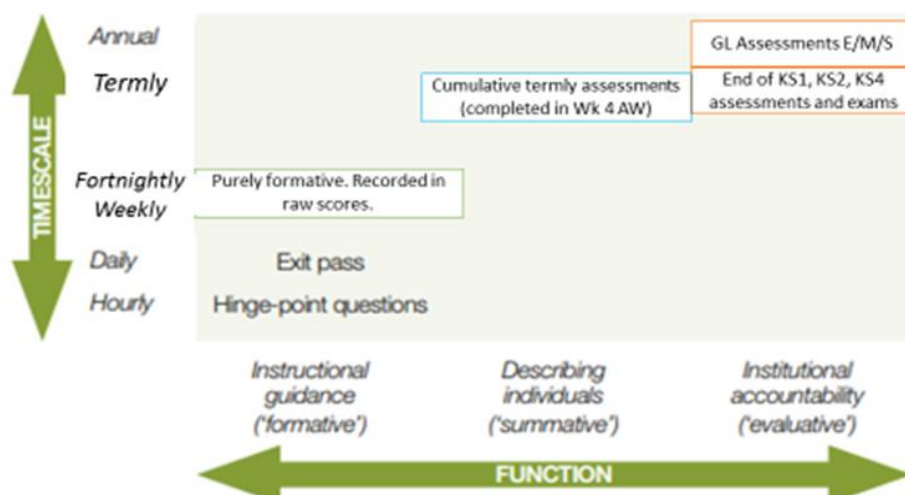 Annual
GL Assessments E/M/S
Termly
Cumulative termly assessments
(completed in Wk 4 AW)
End of KS1, KS2, KS4
assessments and exams
TIMESCALE
Fortnightly
Weekly
Purely formative. Recorded in
raw scores.
Daily
Exit pass
Hourly
Hinge-point questions
Instructional
guidance
('formative')
Describing
individuals
('summative')
Institutional
accountability
('evaluative')
FUNCTION